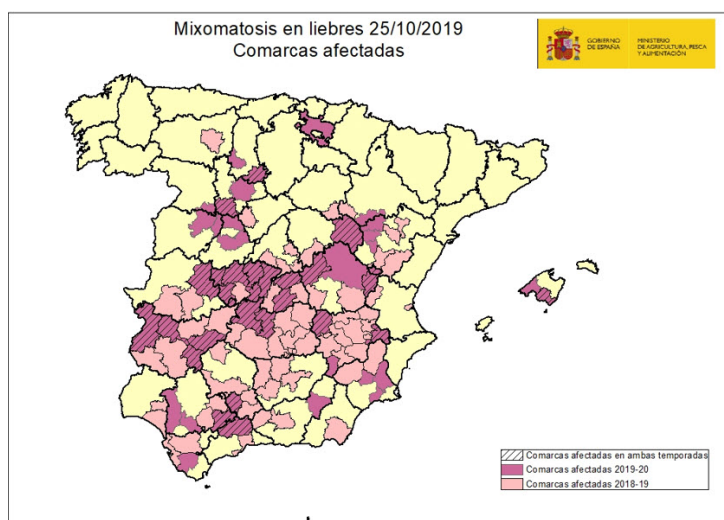 Mixomatosis en liebres 25/10/2019
Comarcas afectadas
GOBIERNO
DE ESPAÑA
MINISTERIO
DE AGRICULTURA, PESCA
Y ALIMENTACIÓN
Comarcas afectadas en ambas temporadas
Comarcas afectadas 2019-20
Comarcas afectadas 2018-19